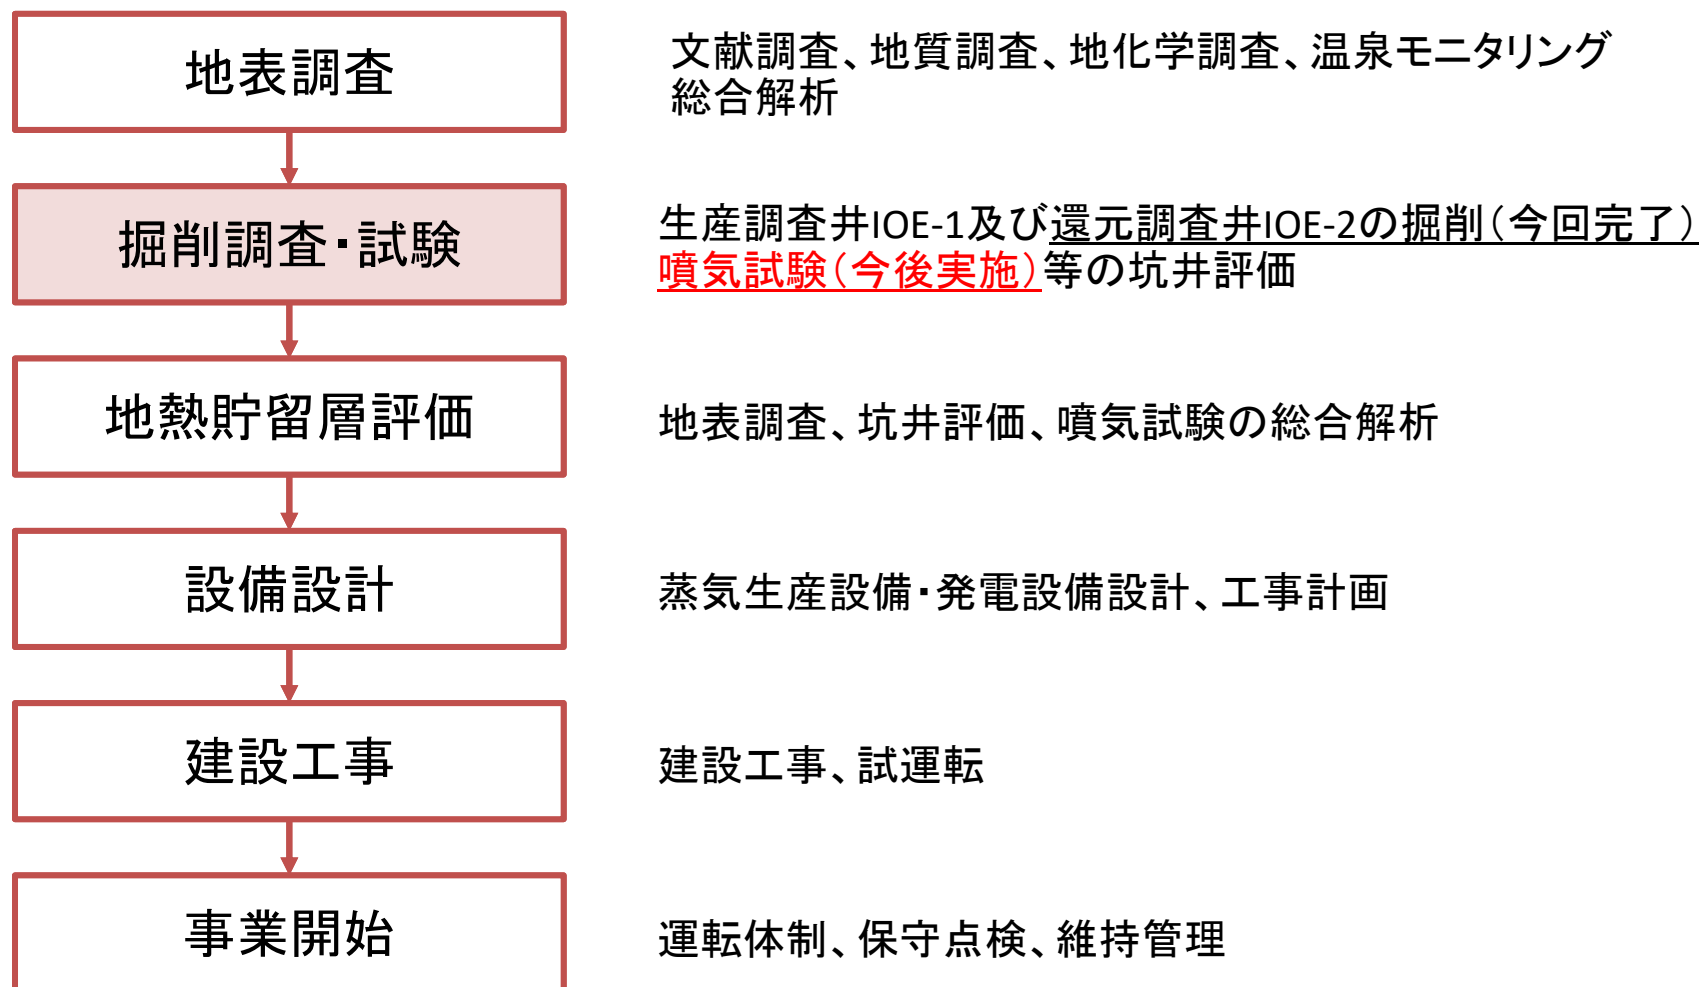 地表調査
文献調査、地質調査、地化学調査、温泉モニタリング
総合解析
掘削調査・試験
生産調査井IOE-1及び還元調査井IOE-2の掘削（今回完了）
噴気試験（今後実施）等の坑井評価
地熱貯留層評価
地表調査、坑井評価、噴気試験の総合解析
設備設計
蒸気生産設備・発電設備設計、工事計画
建設工事
建設工事、試運転
事業開始
運転体制、保守点検、維持管理